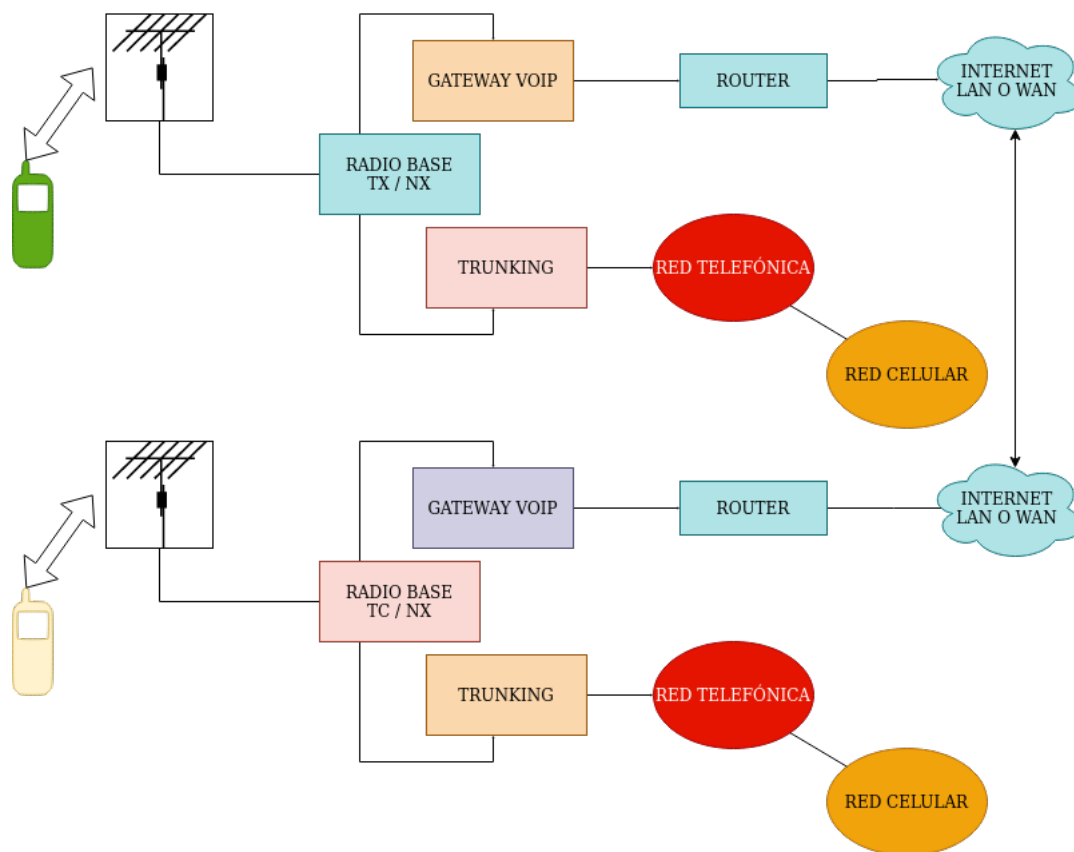 GATEWAY VOIP
ROUTER
INTERNET
LAN O WAN
RADIO BASE
TX / NX
TRUNKING
RED TELEFÓNICA
RED CELULAR
GATEWAY VOIP
ROUTER
INTERNET
LAN O WAN
RADIO BASE
TC / NX
TRUNKING
RED TELEFÓNICA
RED CELULAR